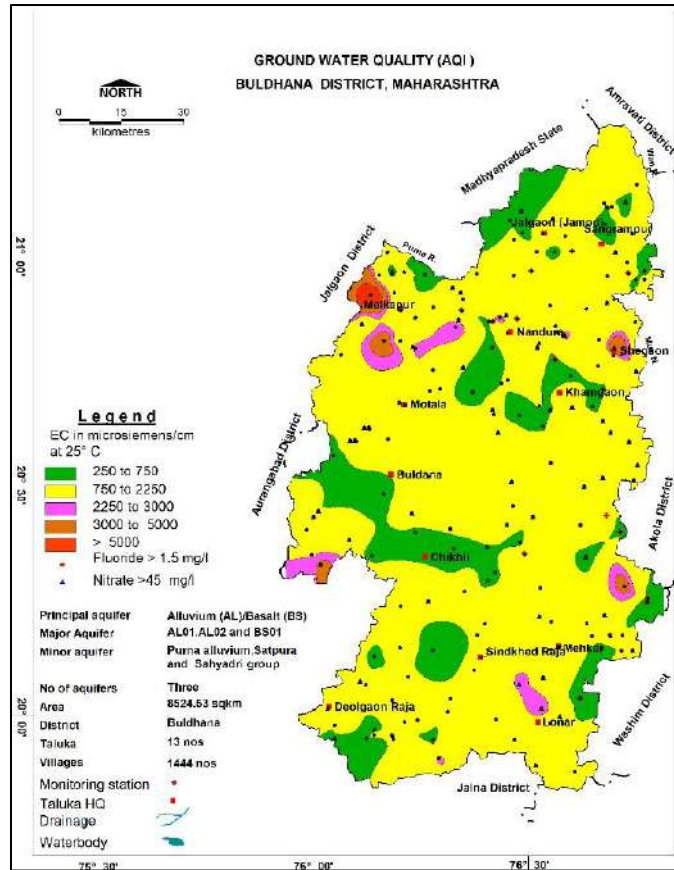 GROUND WATER QUALITY (AQI )
BULDHANA DISTRICT, MAHARASHTRA
NORTH
0 15 30
kilometres
Amravati District
Madhyapradesh State
Wan R.
Jalgaon (Jamod)
Sangrampur
Jalgaon District
Purna R.
21° 00'
Malkapur
Nandura
Shegaon
Khamgaon
Motala
Legend
EC in microsiemens/cm
at 25° C
250 to 750
750 to 2250
2250 to 3000
3000 to 5000
> 5000
Fluoride > 1.5 mg/l
Nitrate >45 mg/l
Aurangabad District
Buldana
20° 30'
Akola District
Chikhli
Principal aquifer Alluvium (AL)/Basalt (BS)
Major Aquifer AL01,AL02 and BS01
Minor aquifer Purna alluvium,Satpura
and Sahyadri group
No of aquifers Three
Area 8524.53 sqkm
District Buldhana
Taluka 13 nos
Villages 1444 nos
Monitoring station
Taluka HQ
Drainage
Waterbody
Sindkhed Raja
Mehkar
Deolgaon Raja
Lonar
20° 00'
Washim District
Jalna District
75° 30' 76° 00' 76° 30'